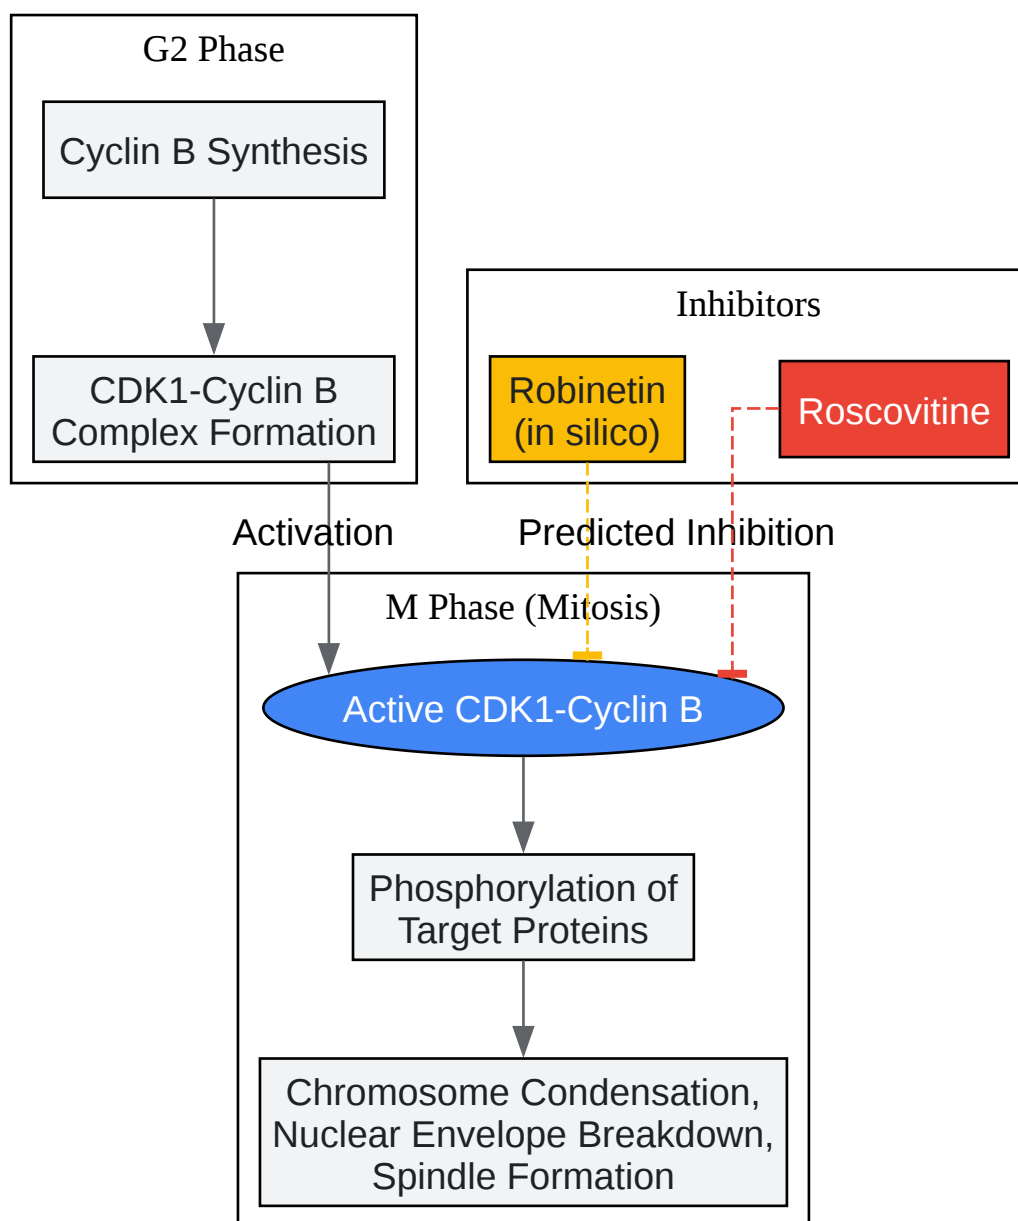 G2 Phase
Cyclin B Synthesis
CDK1-Cyclin B
Complex Formation
Inhibitors
Robinetin
(in silico)
Roscovitine
Activation
Predicted Inhibition
M Phase (Mitosis)
Active CDK1-Cyclin B
Phosphorylation of
Target Proteins
Chromosome Condensation,
Nuclear Envelope Breakdown,
Spindle Formation